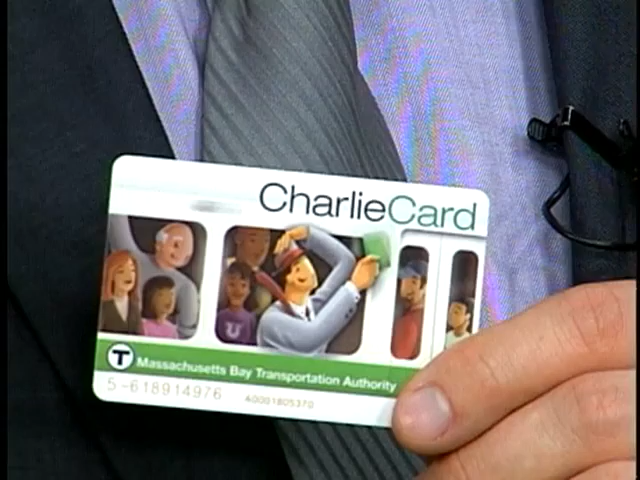 CharlieCard
U
T Massachusetts Bay Transportation Authority
5-618914976 A0001805370